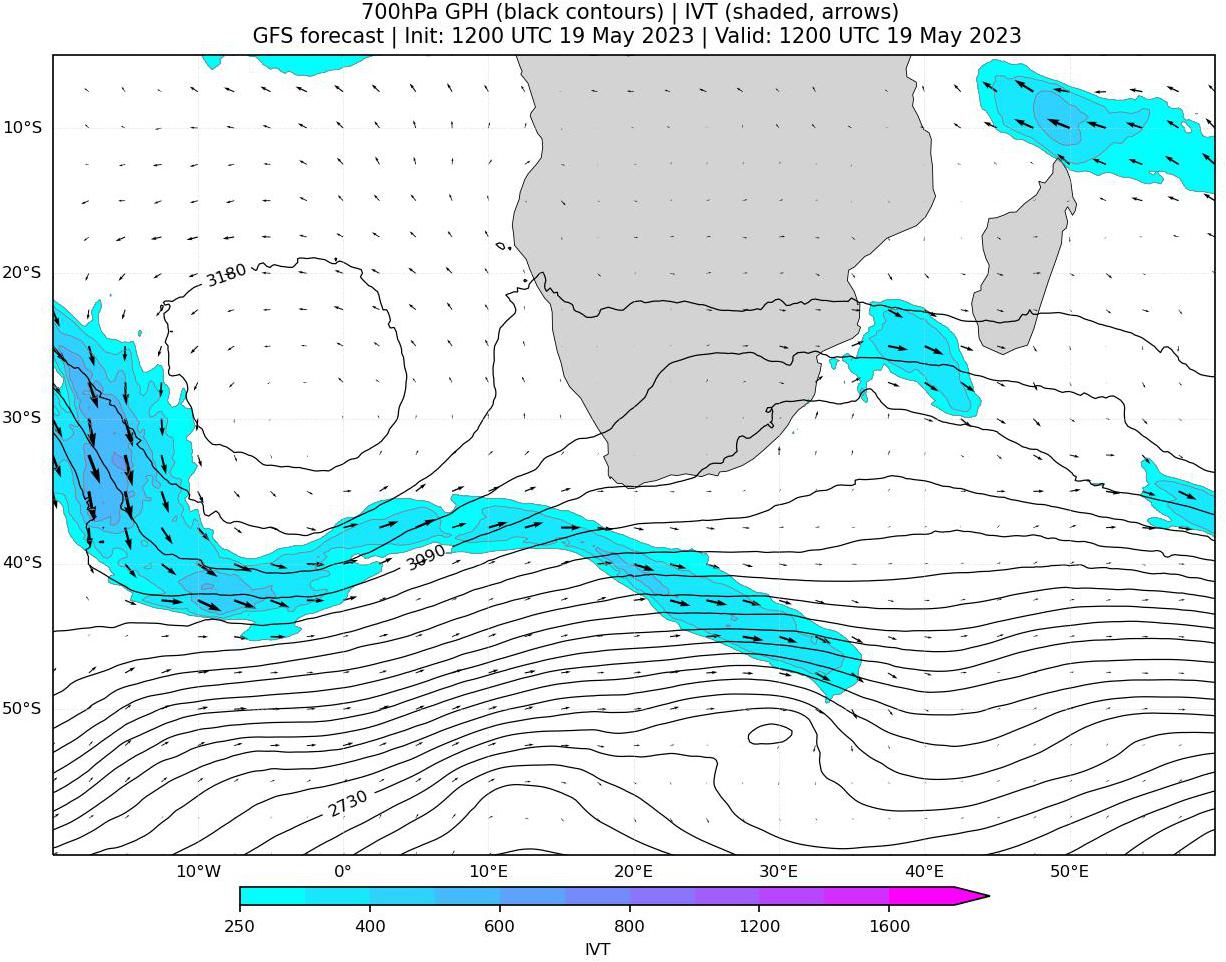 700hPa GPH (black contours) | IVT (shaded, arrows)
GFS forecast | Init: 1200 UTC 19 May 2023 | Valid: 1200 UTC 19 May 2023
10°S
20°S
30°S
40°S
50°S
3180
3090
2730
10°W 0° 10°E 20°E 30°E 40°E 50°E
250 400 600 800 1200 1600
IVT